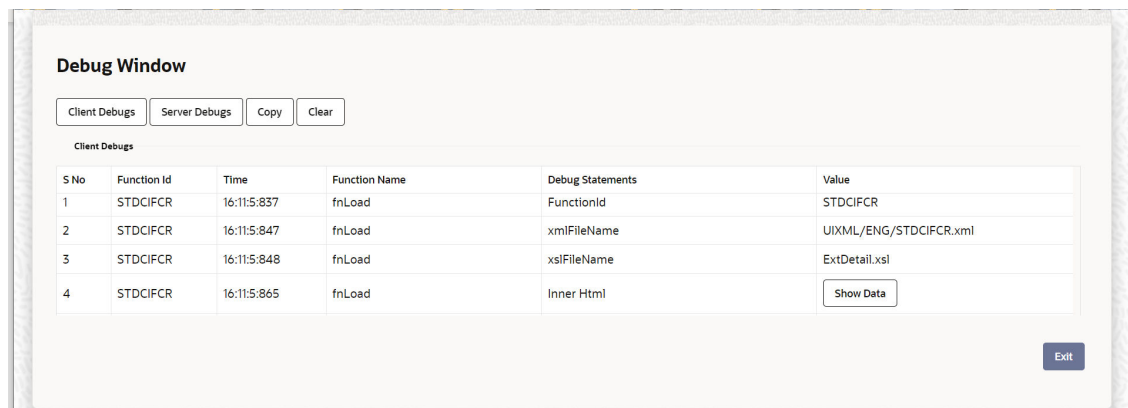 Debug Window
Client Debugs Server Debugs Copy Clear
Client Debugs
S No Function Id Time Function Name Debug Statements Value
1 STDCIFCR 16:11:5:837 fnLoad FunctionId STDCIFCR
2 STDCIFCR 16:11:5:847 fnLoad xmlFileName UIXML/ENG/STDCIFCR.xml
3 STDCIFCR 16:11:5:848 fnLoad xslFileName ExtDetail.xsl
4 STDCIFCR 16:11:5:865 fnLoad Inner Html Show Data
Exit